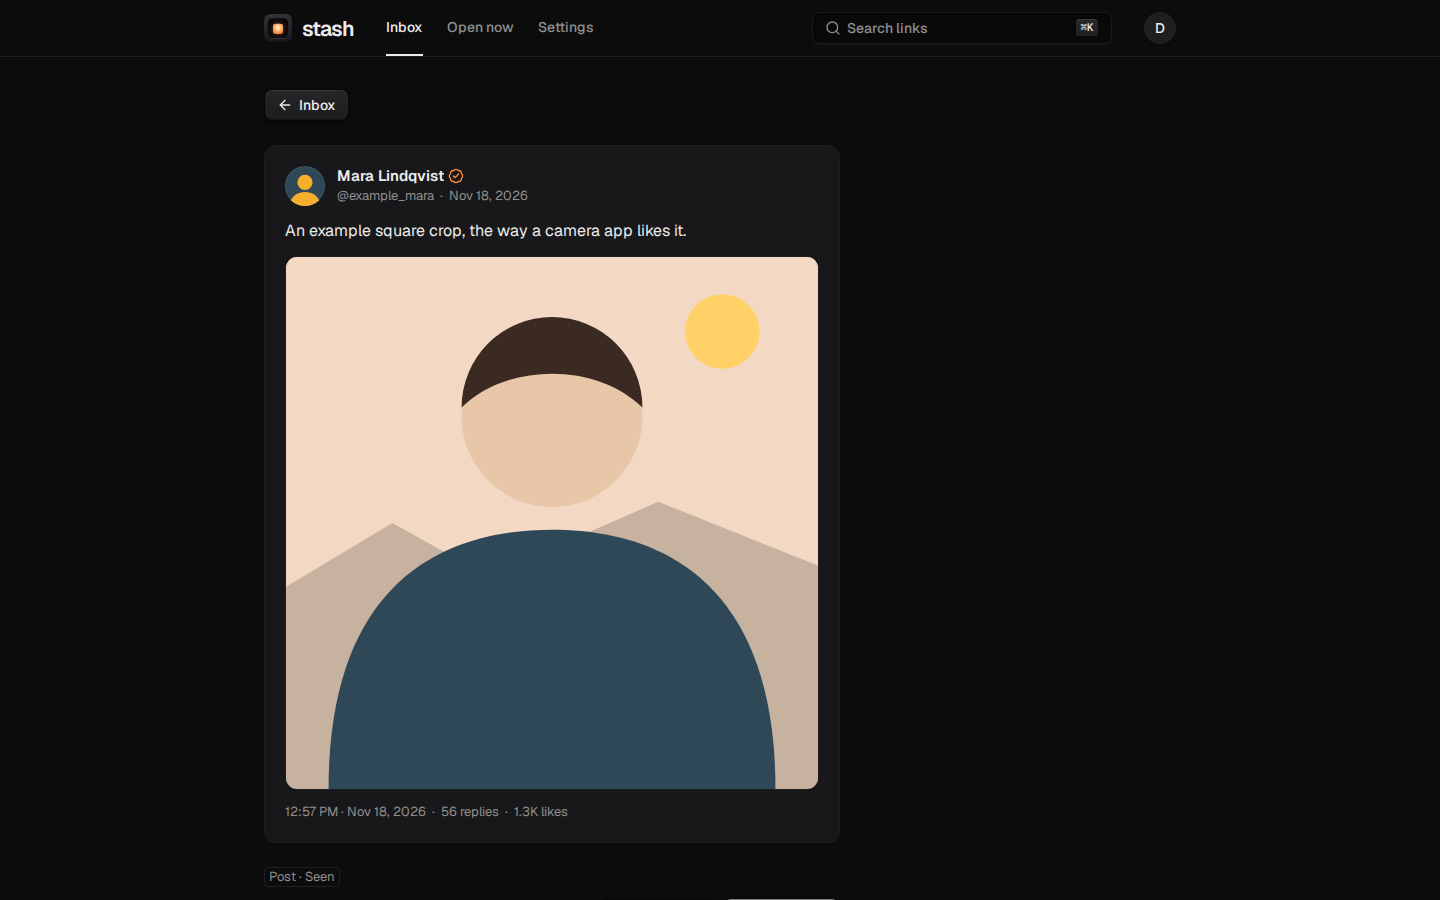 stash
Inbox
Open now
Settings
Search links
⌘K
D
Inbox
Mara Lindqvist
@example_mara · Nov 18, 2026
An example square crop, the way a camera app likes it.
12:57 PM · Nov 18, 2026 · 56 replies · 1.3K likes
Post · Seen